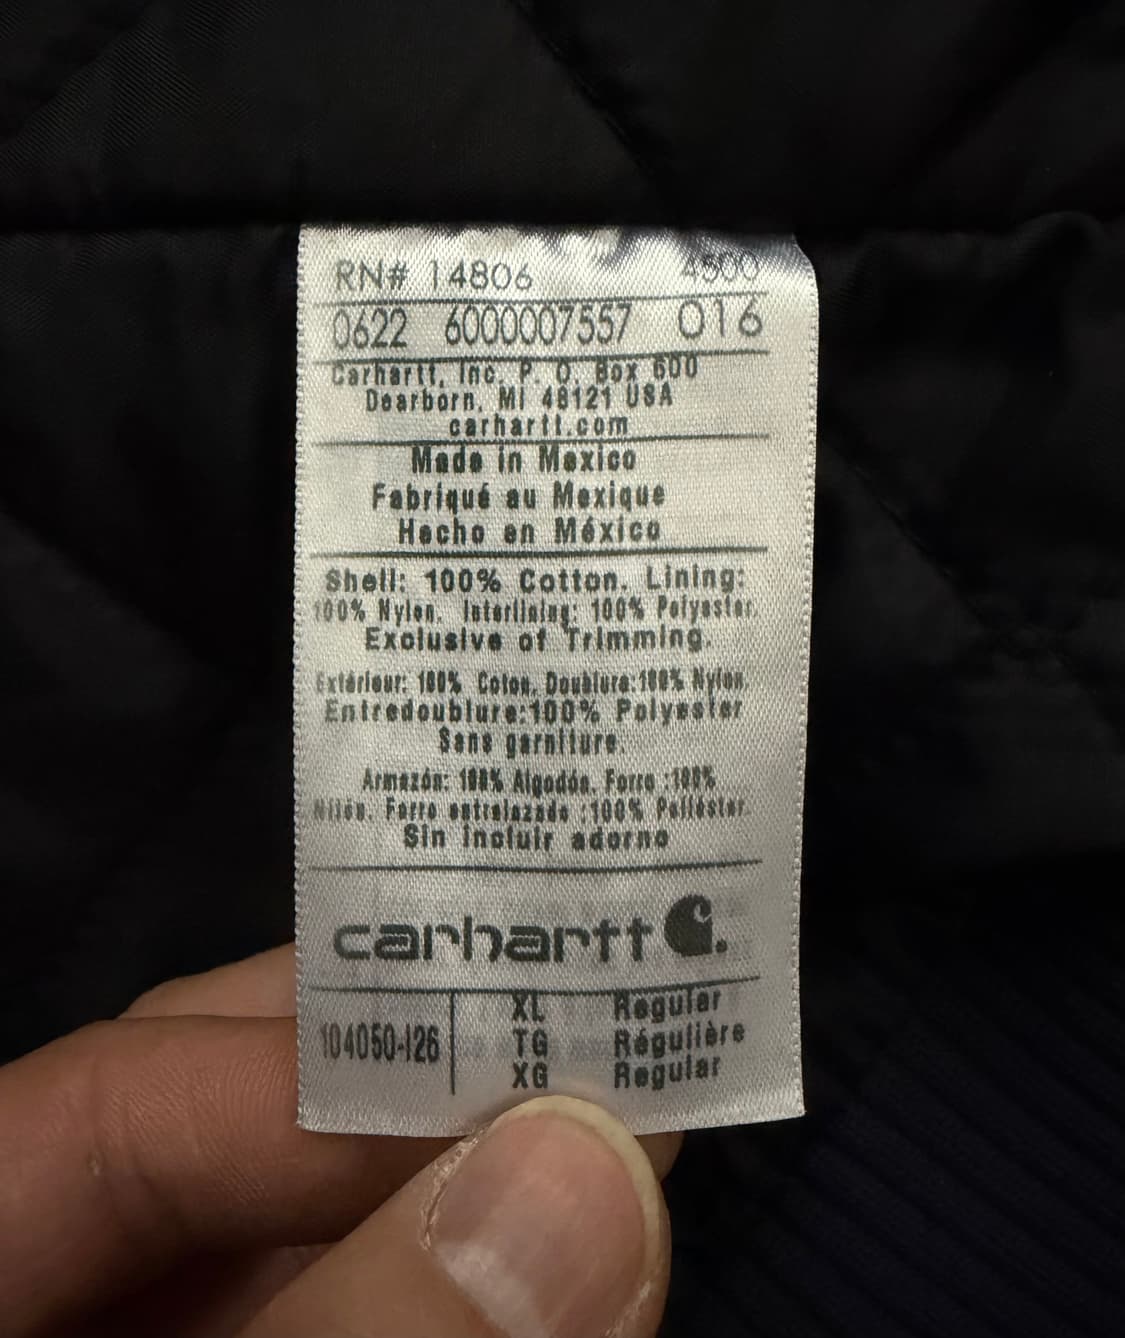 RN# 14806 4500
0622 6000007557 016
Carhartt, Inc. P. O. Box 600
Dearborn, MI 48121 USA
carhartt.com
Made in Mexico
Fabriqué au Mexique
Hecho en México
Shell: 100% Cotton. Lining:
100% Nylon. Interlining: 100% Polyester.
Exclusive of Trimming.
Extérieur: 100% Coton. Doublure:100% Nylon.
Entredoublure:100% Polyester
Sans garniture.
Armazón: 100% Algodón. Forro :100%
Nilón. Forro entrelazado :100% Poliéster.
Sin incluir adorno
carhartt
104050-I26
XL Regular
TG Régulière
XG Regular